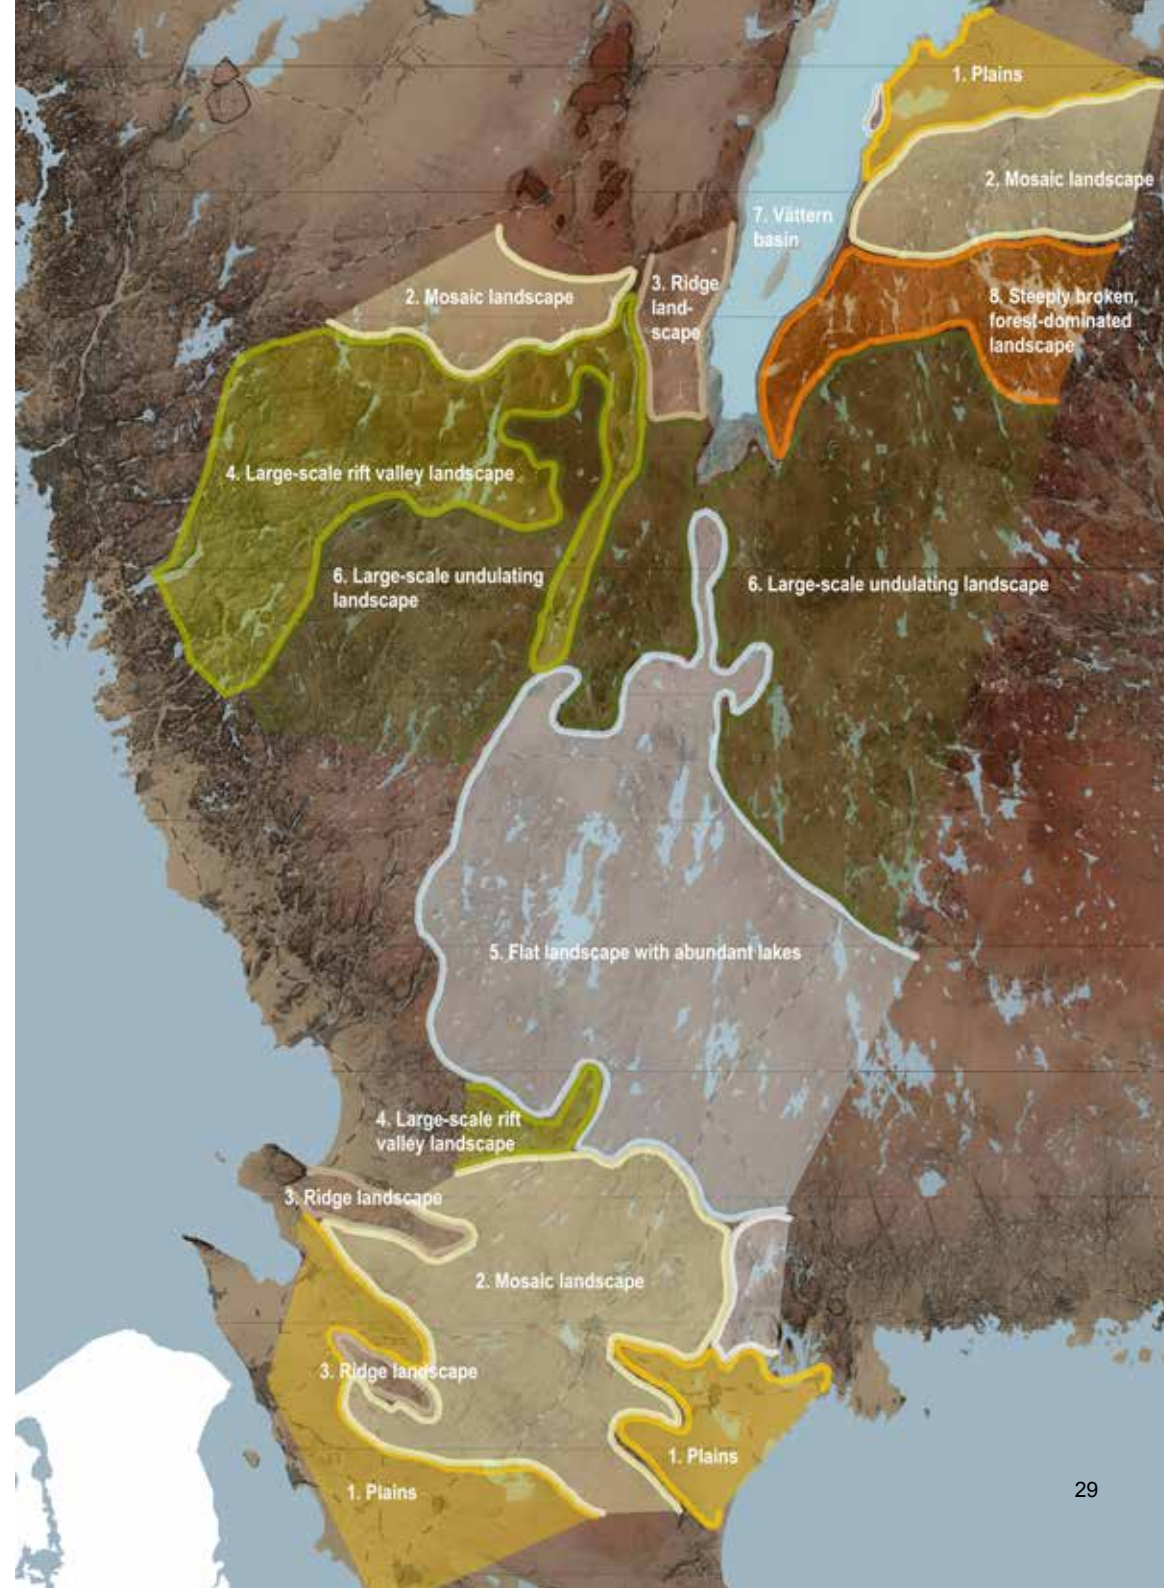 1. Plains
2. Mosaic landscape
7. Vättern
basin
2. Mosaic landscape
3. Ridge
land-
scape
8. Steeply broken,
forest-dominated
landscape
4. Large-scale rift valley landscape
6. Large-scale undulating
landscape
6. Large-scale undulating landscape
5. Flat landscape with abundant lakes
4. Large-scale rift
valley landscape
3. Ridge landscape
2. Mosaic landscape
3. Ridge landscape
1. Plains
1. Plains
29